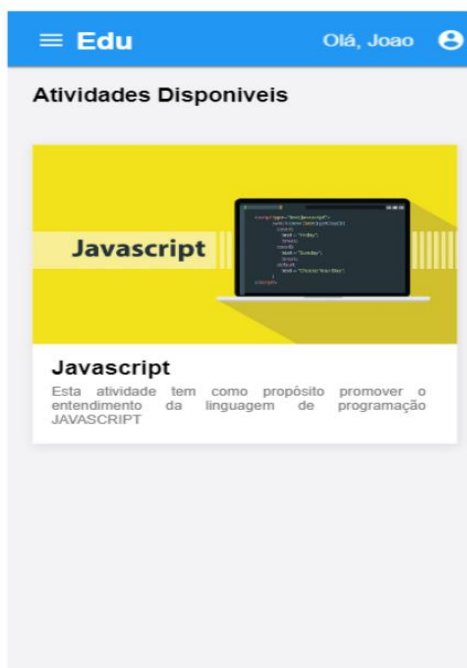 Edu
Olá, Joao
Atividades Disponiveis
Javascript
Javascript
Esta atividade tem como propósito promover o
entendimento da linguagem de programação
JAVASCRIPT